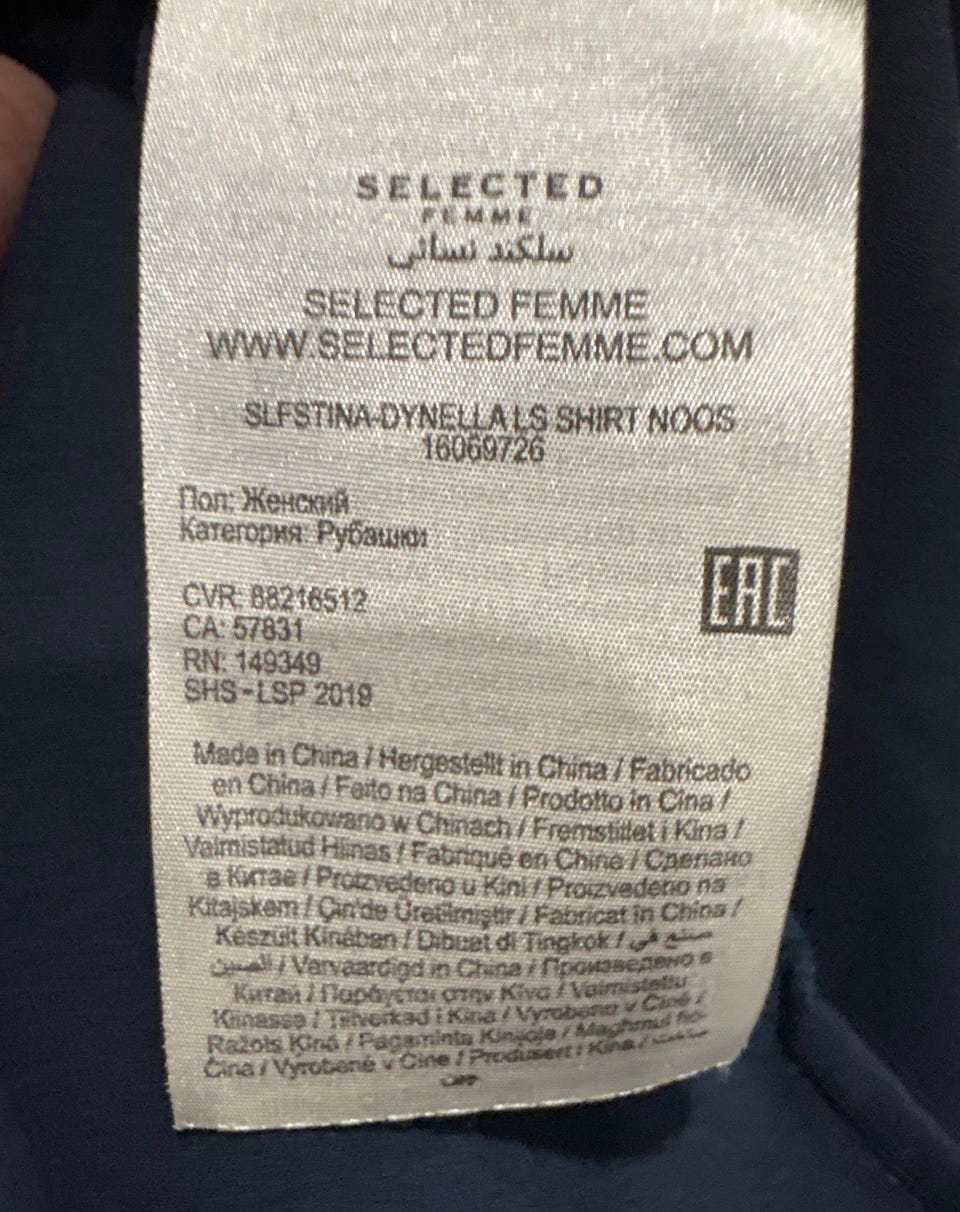 SELECTED
FEMME
سلكتد نسائي
SELECTED FEMME
WWW.SELECTEDFEMME.COM
SLFSTINA-DYNELLA LS SHIRT NOOS
16069726
Пол: Женский
Категория: Рубашки
EAC
CVR: 88216512
CA: 57831
RN: 149349
SHS-LSP 2019
Made in China / Hergestellt in China / Fabricado
en China / Feito na China / Prodotto in Cina /
Wyprodukowano w Chinach / Fremstillet i Kina /
Valmistatud Hiinas / Fabriqué en Chine / Сделано
в Китае / Proizvedeno u Kini / Proizvedeno na
Kitajskem / Çin'de Üretilmiştir / Fabricat în China /
Készült Kínában / Dibuat di Tingkok / صنع في
الصين / Vervaardigd in China / Произведено в
Китай / Παράγεται στην Κίνα / Valmistettu
Kiinassa / Tillverkad i Kina / Vyrobeno v Číně /
Ražots Ķīnā / Pagaminta Kinijoje / Maghmul fiċ-
Ċina / Vyrobené v Číne / Produsert i Kina /